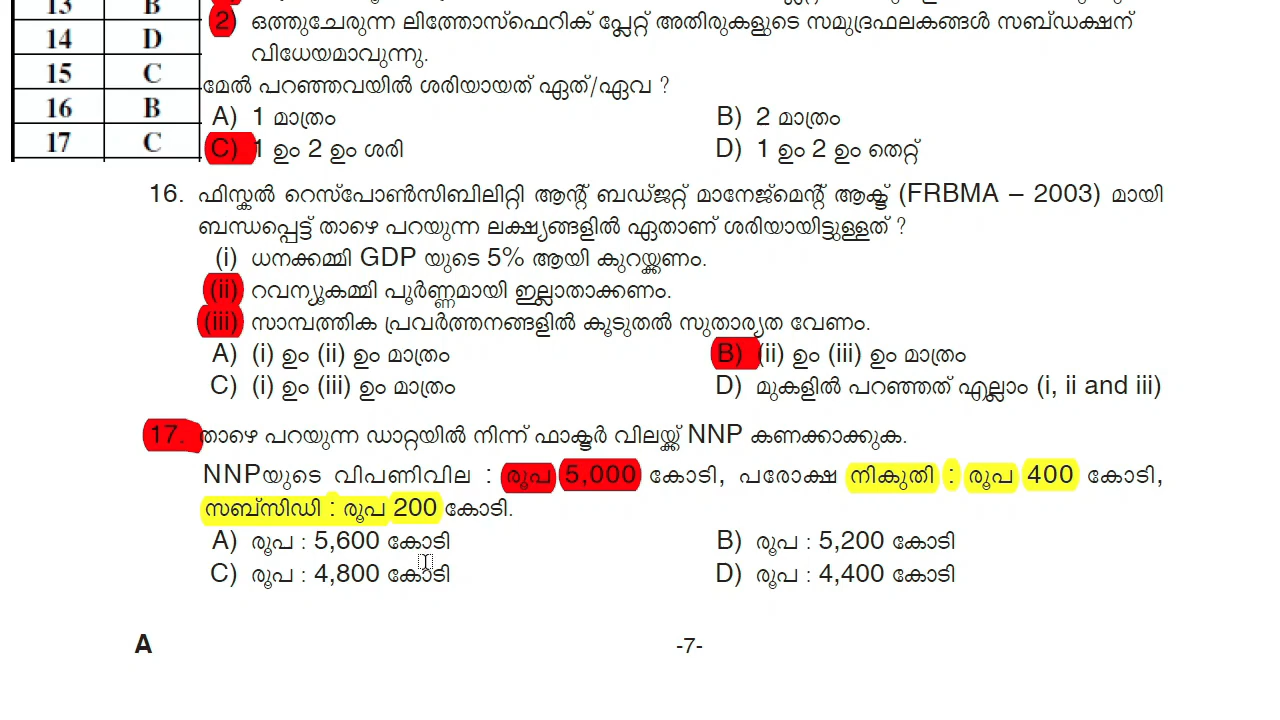 13 B
2 ഒത്തുചേരുന്ന ലിത്തോസ്ഫെറിക് പ്ലേറ്റ് അതിരുകളുടെ സമുദ്രഫലകങ്ങൾ സബ്ഡക്ഷന്
14 D
വിധേയമാവുന്നു.
15 C
മേൽ പറഞ്ഞവയിൽ ശരിയായത് ഏത്/ഏവ ?
16 B
A) 1 മാത്രം B) 2 മാത്രം
17 C
C) 1 ഉം 2 ഉം ശരി D) 1 ഉം 2 ഉം തെറ്റ്
16. ഫിസ്കൽ റെസ്പോൺസിബിലിറ്റി ആന്റ് ബഡ്ജറ്റ് മാനേജ്മെന്റ് ആക്ട് (FRBMA – 2003) മായി
ബന്ധപ്പെട്ട് താഴെ പറയുന്ന ലക്ഷ്യങ്ങളിൽ ഏതാണ് ശരിയായിട്ടുള്ളത് ?
(i) ധനക്കമ്മി GDP യുടെ 5% ആയി കുറയ്ക്കണം.
(ii) റവന്യൂകമ്മി പൂർണ്ണമായി ഇല്ലാതാക്കണം.
(iii) സാമ്പത്തിക പ്രവർത്തനങ്ങളിൽ കൂടുതൽ സുതാര്യത വേണം.
A) (i) ഉം (ii) ഉം മാത്രം B) (ii) ഉം (iii) ഉം മാത്രം
C) (i) ഉം (iii) ഉം മാത്രം D) മുകളിൽ പറഞ്ഞത് എല്ലാം (i, ii and iii)
17. താഴെ പറയുന്ന ഡാറ്റയിൽ നിന്ന് ഫാക്ടർ വിലയ്ക്ക് NNP കണക്കാക്കുക.
NNPയുടെ വിപണിവില : രൂപ 5,000 കോടി, പരോക്ഷ നികുതി : രൂപ 400 കോടി,
സബ്സിഡി : രൂപ 200 കോടി.
A) രൂപ : 5,600 കോടി B) രൂപ : 5,200 കോടി
C) രൂപ : 4,800 കോടി D) രൂപ : 4,400 കോടി
A -7-